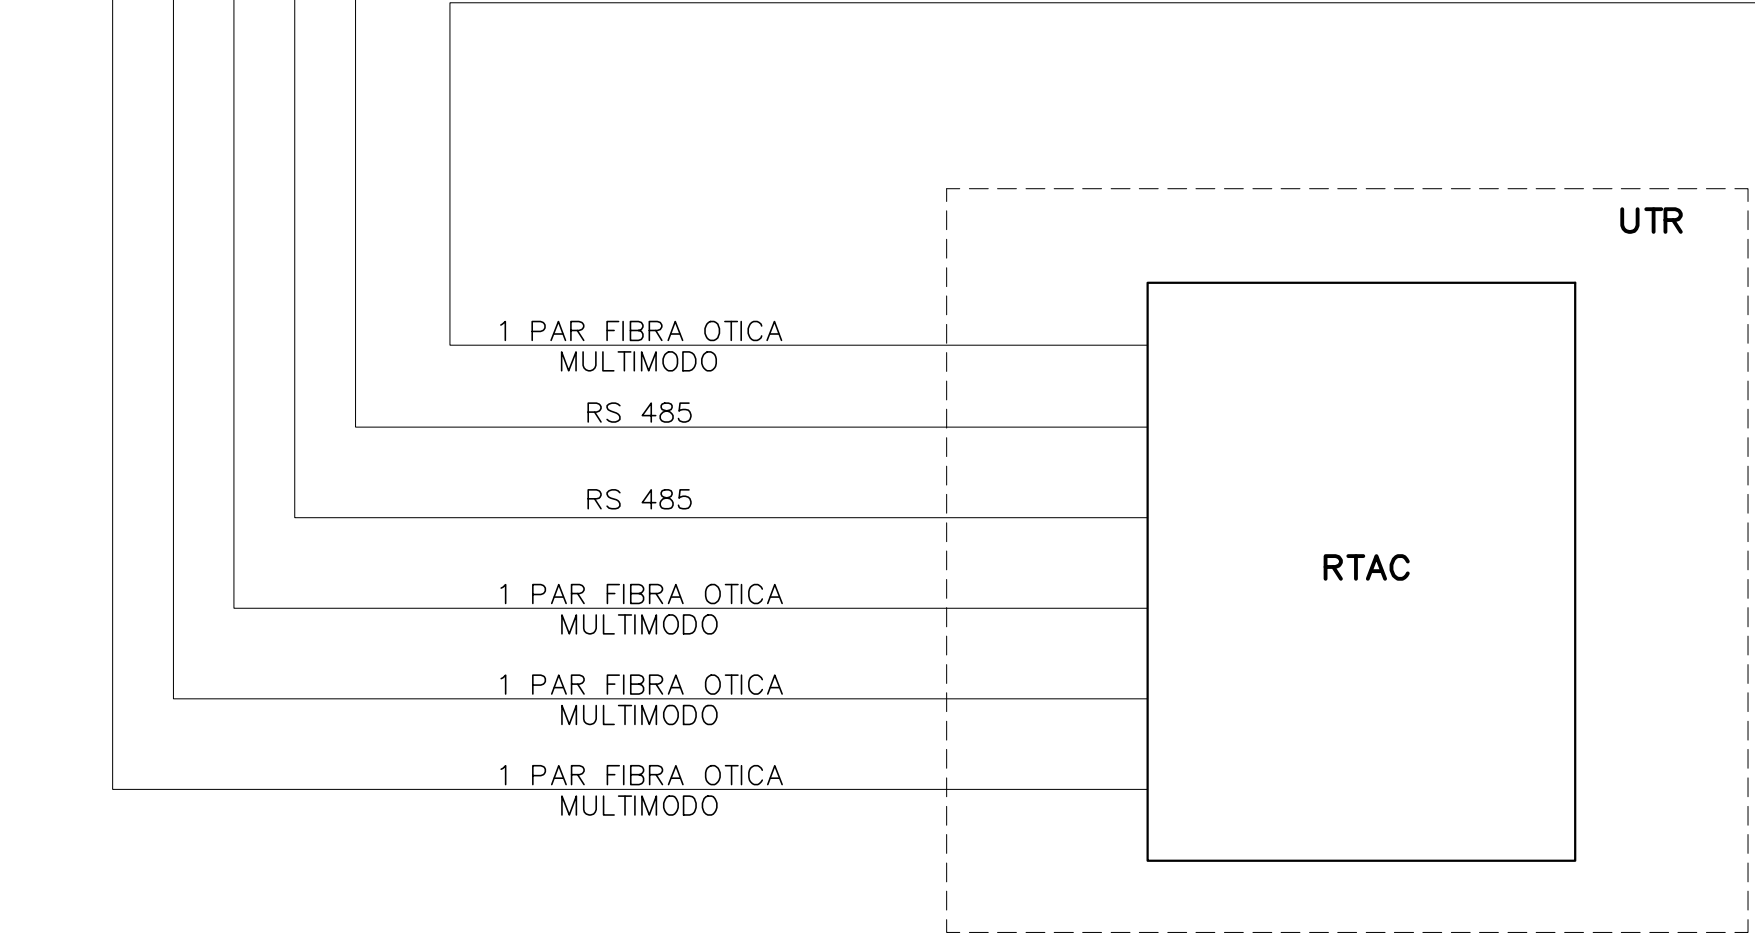 UTR
1 PAR FIBRA OTICA
MULTIMODO
RS 485
RS 485
RTAC
1 PAR FIBRA OTICA
MULTIMODO
1 PAR FIBRA OTICA
MULTIMODO
1 PAR FIBRA OTICA
MULTIMODO